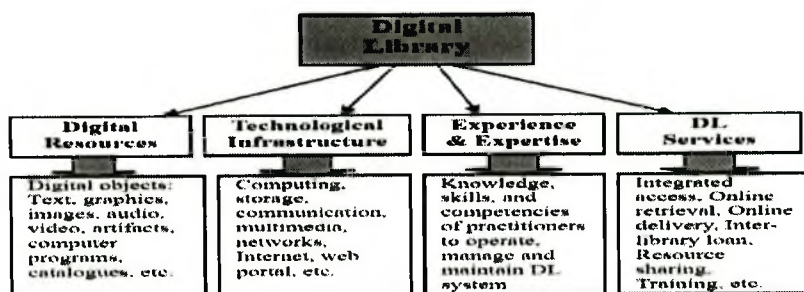 Digital
Library
Digital
Resources
Technological
Infrastructure
Experience
& Expertise
DL
Services
Digital objects:
Text, graphics,
images, audio,
video, artifacts,
computer
programs,
catalogues, etc.
Computing,
storage,
communication,
multimedia,
networks,
Internet, web
portal, etc.
Knowledge,
skills, and
competencies
of practitioners
to operate,
manage and
maintain DL
system
Integrated
access, Online
retrieval, Online
delivery, Inter-
library loan,
Resource
sharing,
Training, etc.